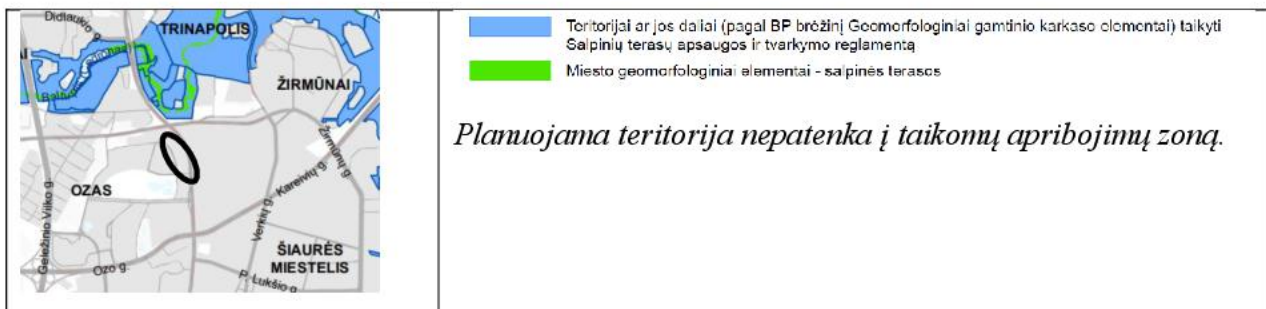 Didlaukio g.
TRINAPOLIS
ŽIRMŪNAI
Žirmūnų g.
OZAS
Kareivių g.
Verkių g.
Geležinio Vilko g.
ŠIAURĖS
MIESTELIS
Ozo g.
P. Lukšio g.
Teritorijai ar jos daliai (pagal BP brėžinį Geomorfologiniai gamtinio karkaso elementai) taikyti
Salpinių terasų apsaugos ir tvarkymo reglamentą
Miesto geomorfologiniai elementai - salpinės terasos
Planuojama teritorija nepatenka į taikomų apribojimų zoną.